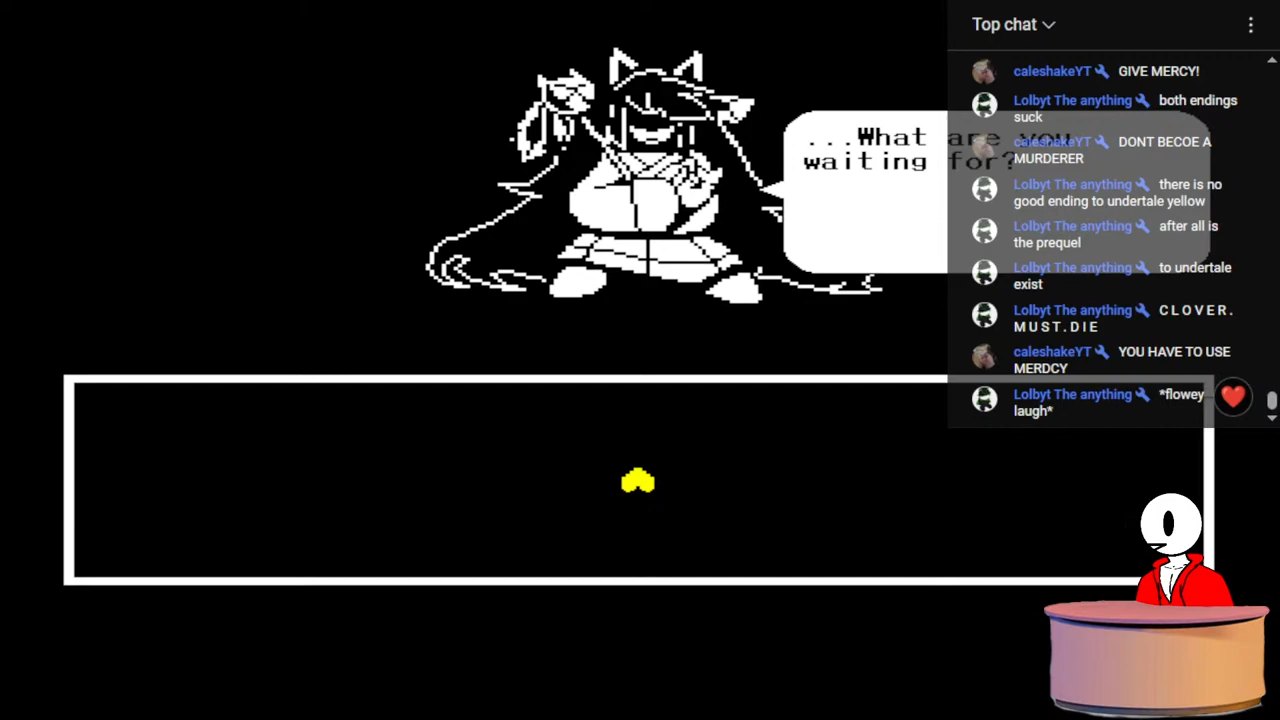 Top chat
caleshakeYT GIVE MERCY!
Lolbyt The anything both endings
suck
...What are you
waiting for?
caleshakeYT DONT BECOE A
MURDERER
Lolbyt The anything there is no
good ending to undertale yellow
Lolbyt The anything after all is
the prequel
Lolbyt The anything to undertale
exist
Lolbyt The anything C L O V E R .
M U S T . D I E
caleshakeYT YOU HAVE TO USE
MERDCY
Lolbyt The anything *flowey
laugh*